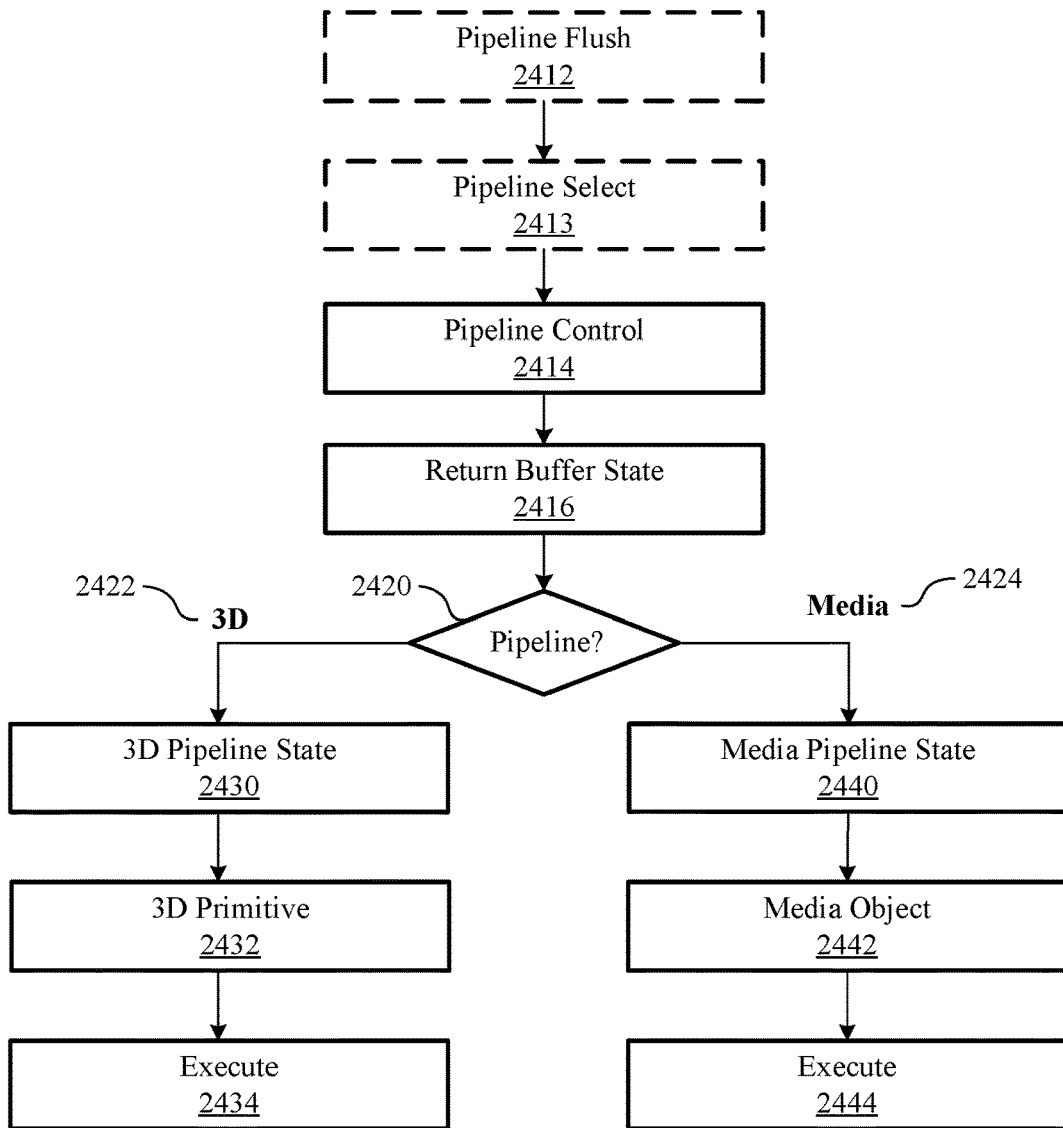 Pipeline Flush
2412
Pipeline Select
2413
Pipeline Control
2414
Return Buffer State
2416
2422
3D
2420
Pipeline?
Media
2424
3D Pipeline State
2430
Media Pipeline State
2440
3D Primitive
2432
Media Object
2442
Execute
2434
Execute
2444